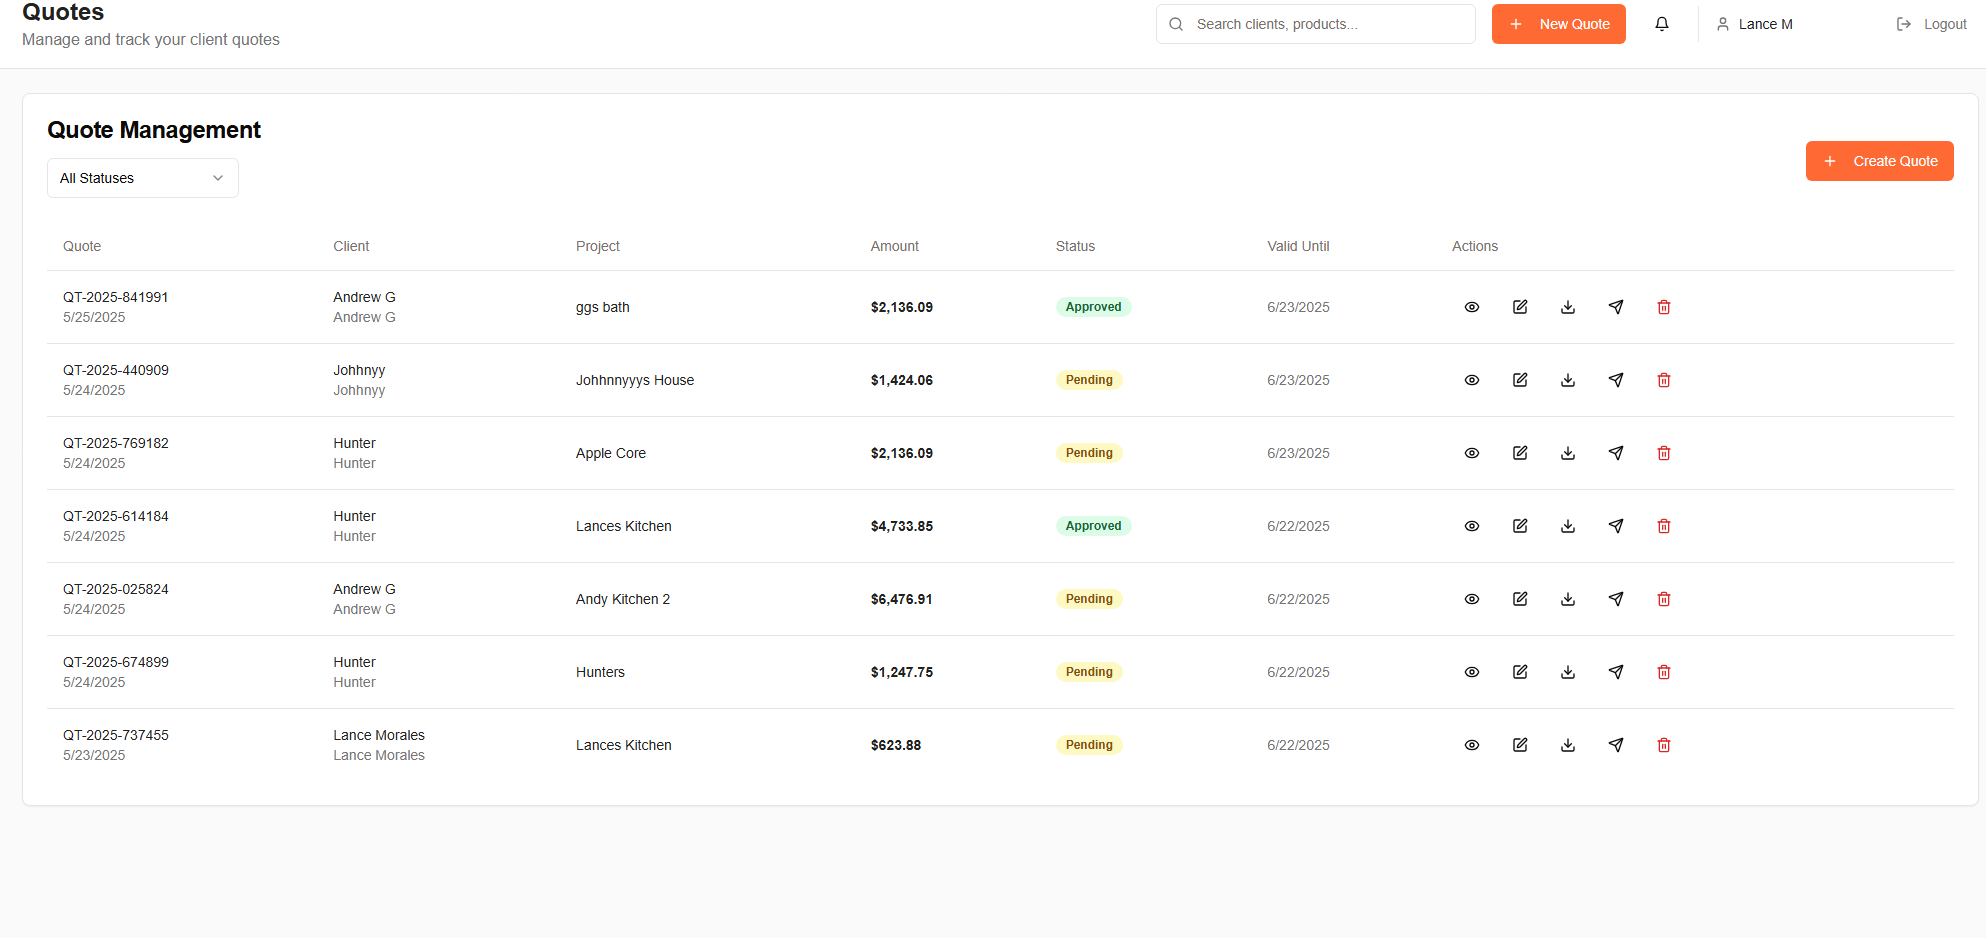 Quotes
Manage and track your client quotes
Search clients, products...
New Quote
Lance M
Logout
Quote Management
All Statuses
Create Quote
Quote Client Project Amount Status Valid Until Actions
QT-2025-841991 Andrew G
ggs bath $2,136.09 Approved 6/23/2025
5/25/2025 Andrew G
QT-2025-440909 Johhnyy
Johhnnyyys House $1,424.06 Pending 6/23/2025
5/24/2025 Johhnyy
QT-2025-769182 Hunter
Apple Core $2,136.09 Pending 6/23/2025
5/24/2025 Hunter
QT-2025-614184 Hunter
Lances Kitchen $4,733.85 Approved 6/22/2025
5/24/2025 Hunter
QT-2025-025824 Andrew G
Andy Kitchen 2 $6,476.91 Pending 6/22/2025
5/24/2025 Andrew G
QT-2025-674899 Hunter
Hunters $1,247.75 Pending 6/22/2025
5/24/2025 Hunter
QT-2025-737455 Lance Morales
Lances Kitchen $623.88 Pending 6/22/2025
5/23/2025 Lance Morales